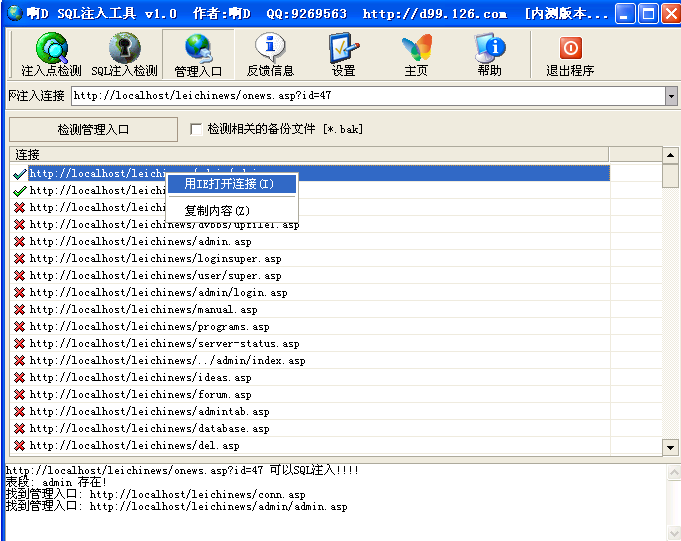 啊D SQL注入工具 v1.0 作者:啊D QQ:9269563 http://d99.126.com [内测版本...
注入点检测 SQL注入检测 管理入口 反馈信息 设置 主页 帮助 退出程序
注入连接 http://localhost/leichinews/onews.asp?id=47
检测管理入口 检测相关的备份文件 [*.bak]
连接
http://localhost/leichinews/
用IE打开连接(I)
http://localhost/leichinews/
http://localhost/leichinews/
复制内容(Z)
http://localhost/leichinews/dvbbs/upfile1.asp
http://localhost/leichinews/admin.asp
http://localhost/leichinews/loginsuper.asp
http://localhost/leichinews/user/super.asp
http://localhost/leichinews/admin/login.asp
http://localhost/leichinews/manual.asp
http://localhost/leichinews/programs.asp
http://localhost/leichinews/server-status.asp
http://localhost/leichinews/../admin/index.asp
http://localhost/leichinews/ideas.asp
http://localhost/leichinews/forum.asp
http://localhost/leichinews/admintab.asp
http://localhost/leichinews/database.asp
http://localhost/leichinews/del.asp
http://localhost/leichinews/onews.asp?id=47 可以SQL注入!!!!
表段: admin 存在!
找到管理入口: http://localhost/leichinews/conn.asp
找到管理入口: http://localhost/leichinews/admin/admin.asp